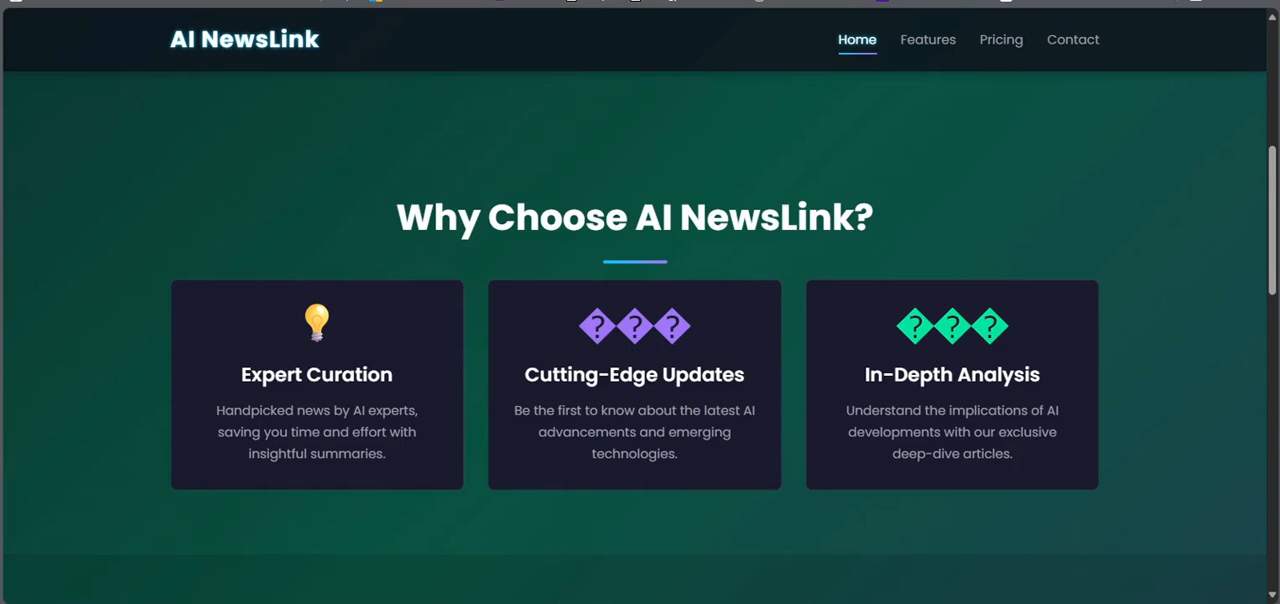 AI NewsLink
Home Features Pricing Contact
Why Choose AI NewsLink?
💡
���
���
Expert Curation
Handpicked news by AI experts,
saving you time and effort with
insightful summaries.
Cutting-Edge Updates
Be the first to know about the latest AI
advancements and emerging
technologies.
In-Depth Analysis
Understand the implications of AI
developments with our exclusive
deep-dive articles.